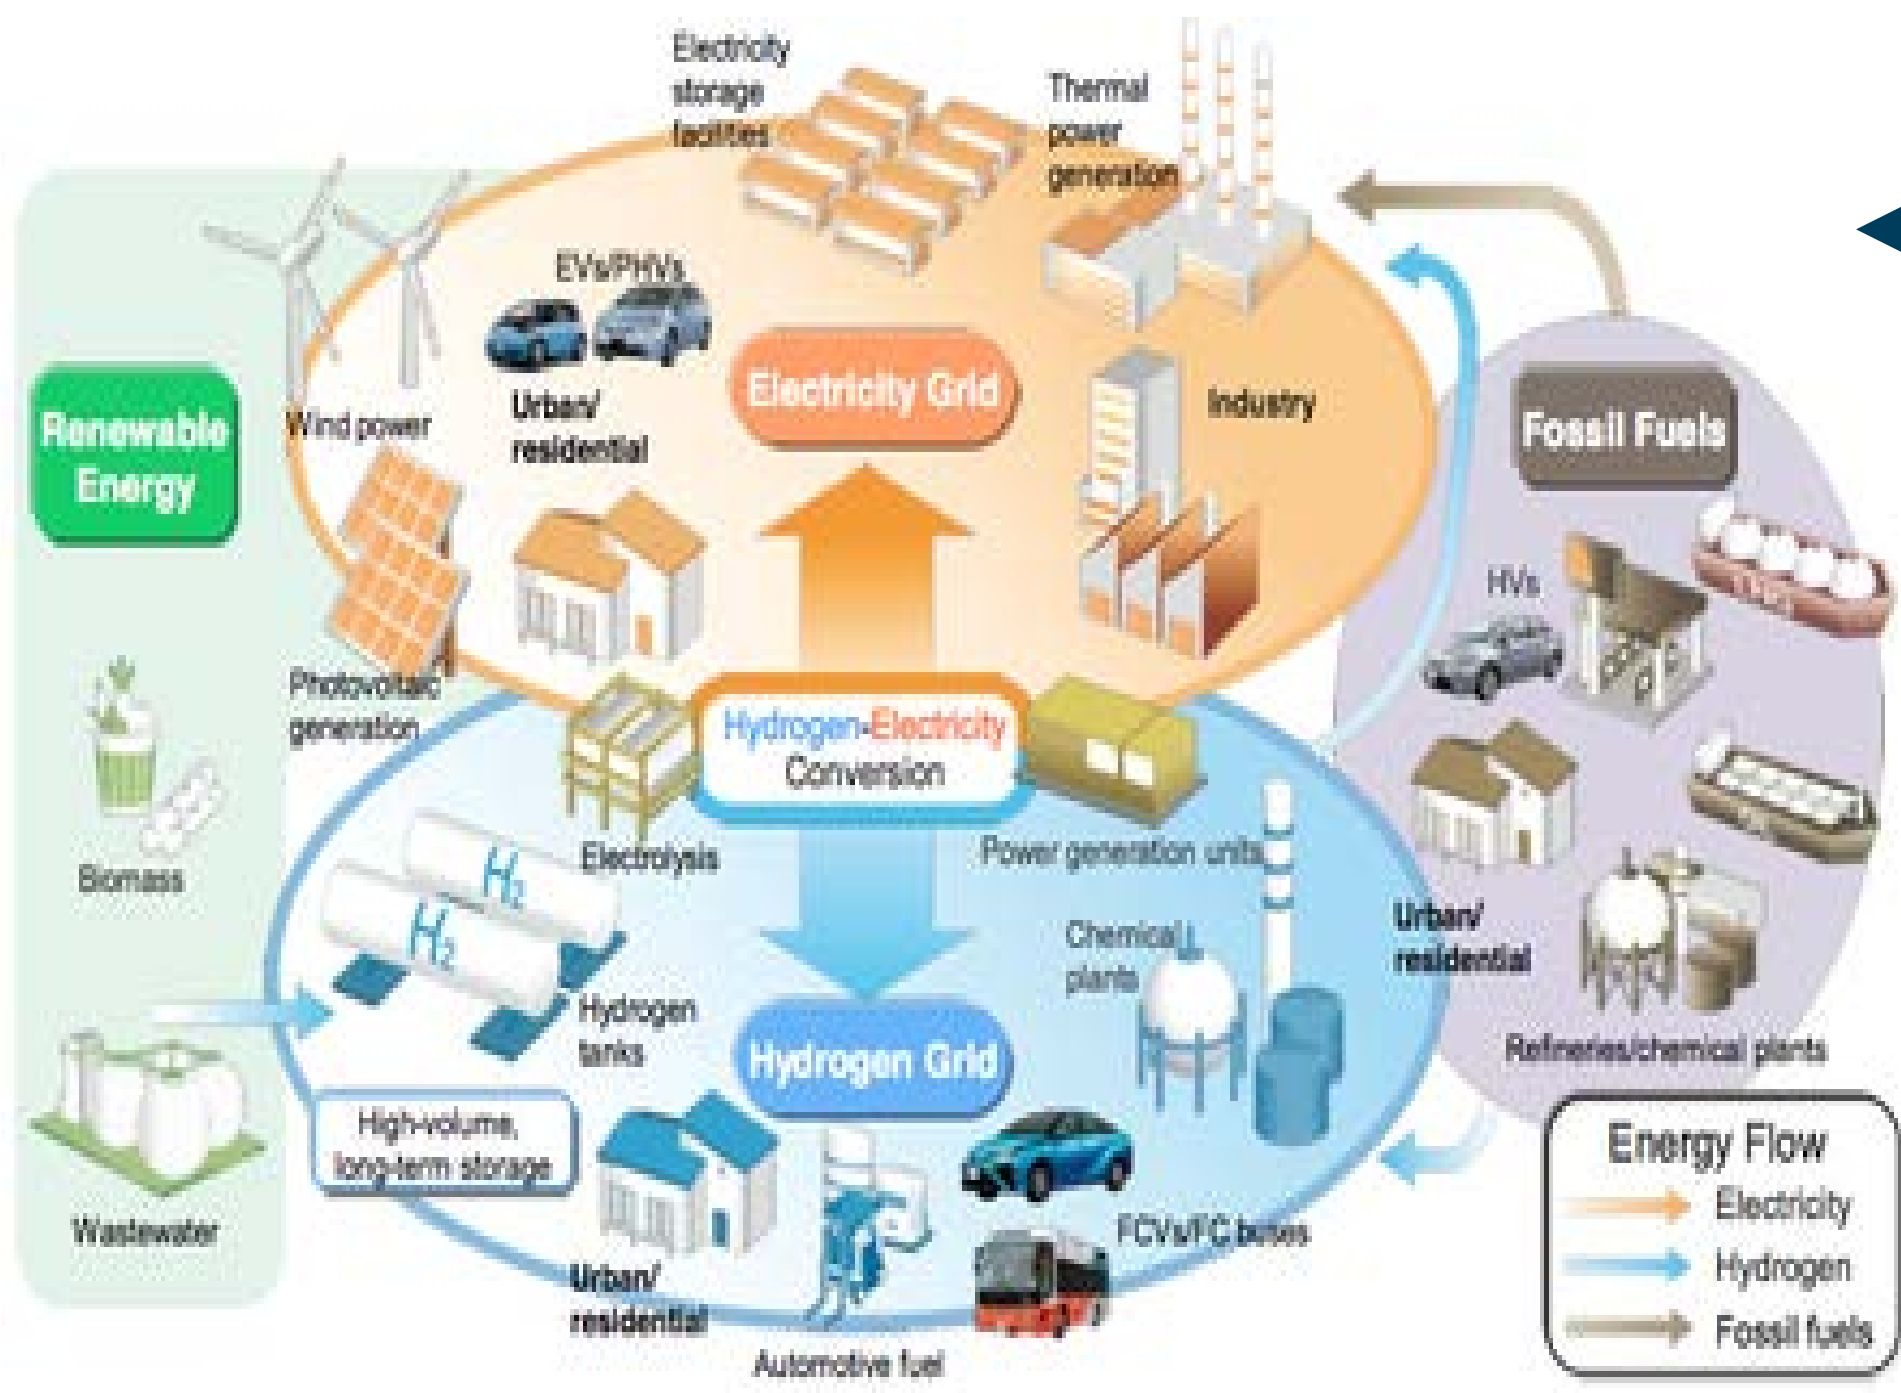 Electricity
storage
facilities
Thermal
power
generation
EVs/PHVs
Electricity Grid
Urban/
residential
Industry
Wind power
Renewable
Energy
Fossil Fuels
HVs
Photovoltaic
generation
Hydrogen-Electricity
Conversion
Electrolysis
Power generation units
Biomass
H2
H2
Chemical
plants
Urban/
residential
Hydrogen
tanks
Hydrogen Grid
Refineries/chemical plants
High-volume,
long-term storage
Wastewater
FCVs/FC buses
Urban/
residential
Automotive fuel
Energy Flow
Electricity
Hydrogen
Fossil fuels